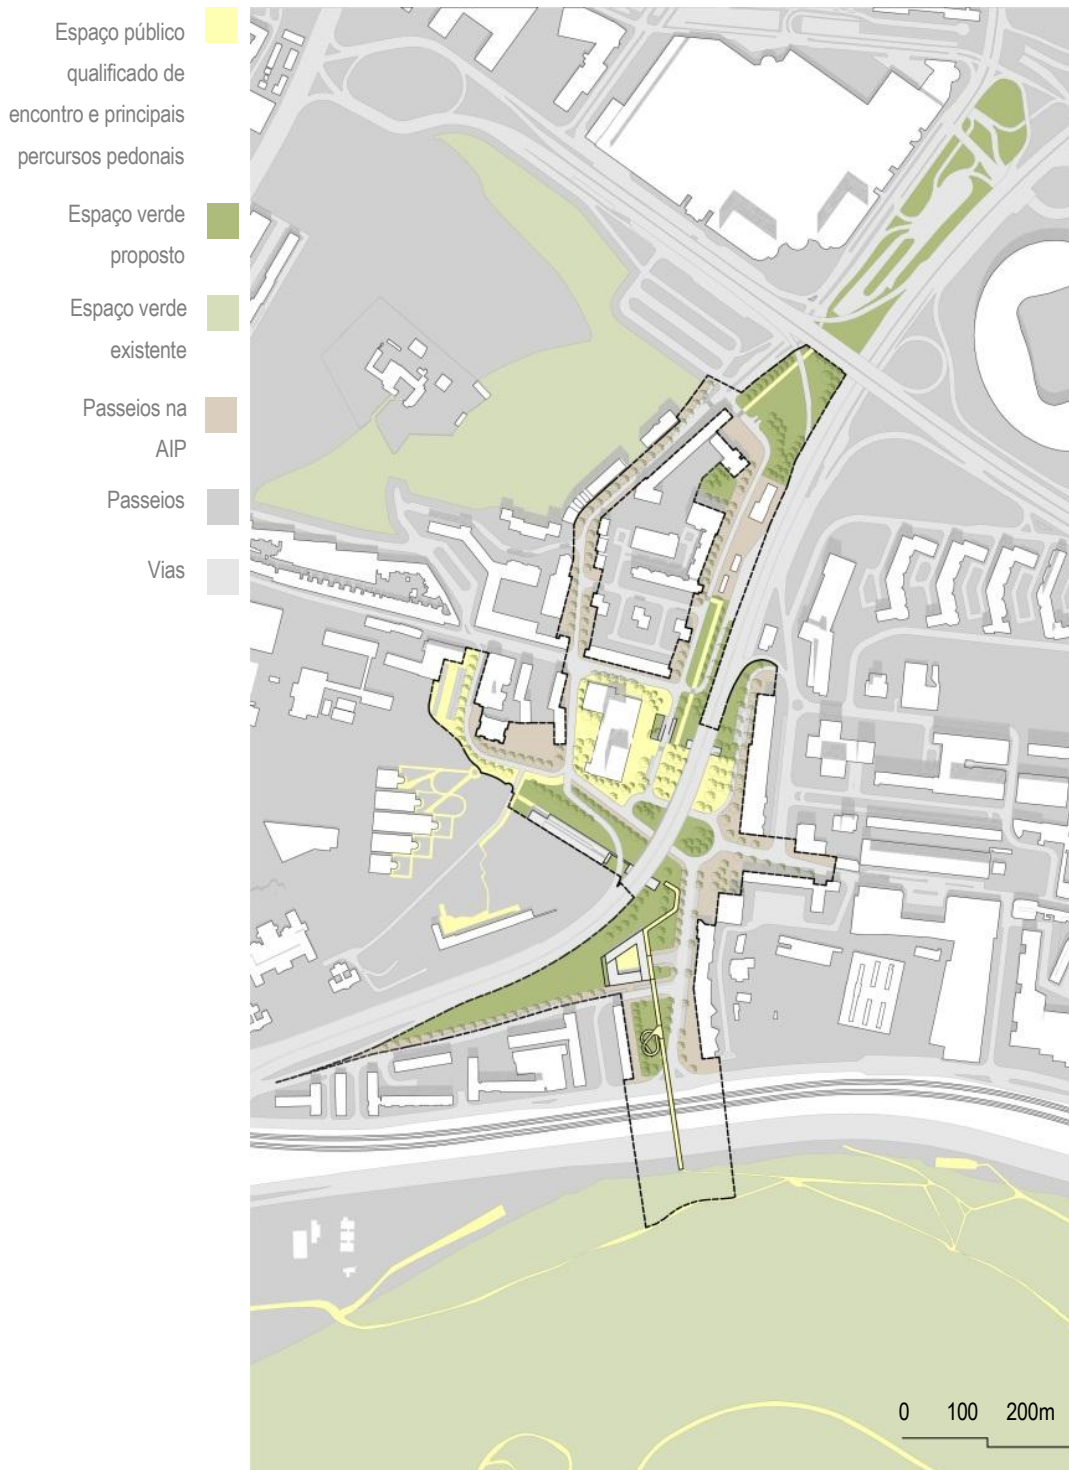 Espaço público
qualificado de
encontro e principais
percursos pedonais
Espaço verde
proposto
Espaço verde
existente
Passeios na
AIP
Passeios
Vias
0 100 200m